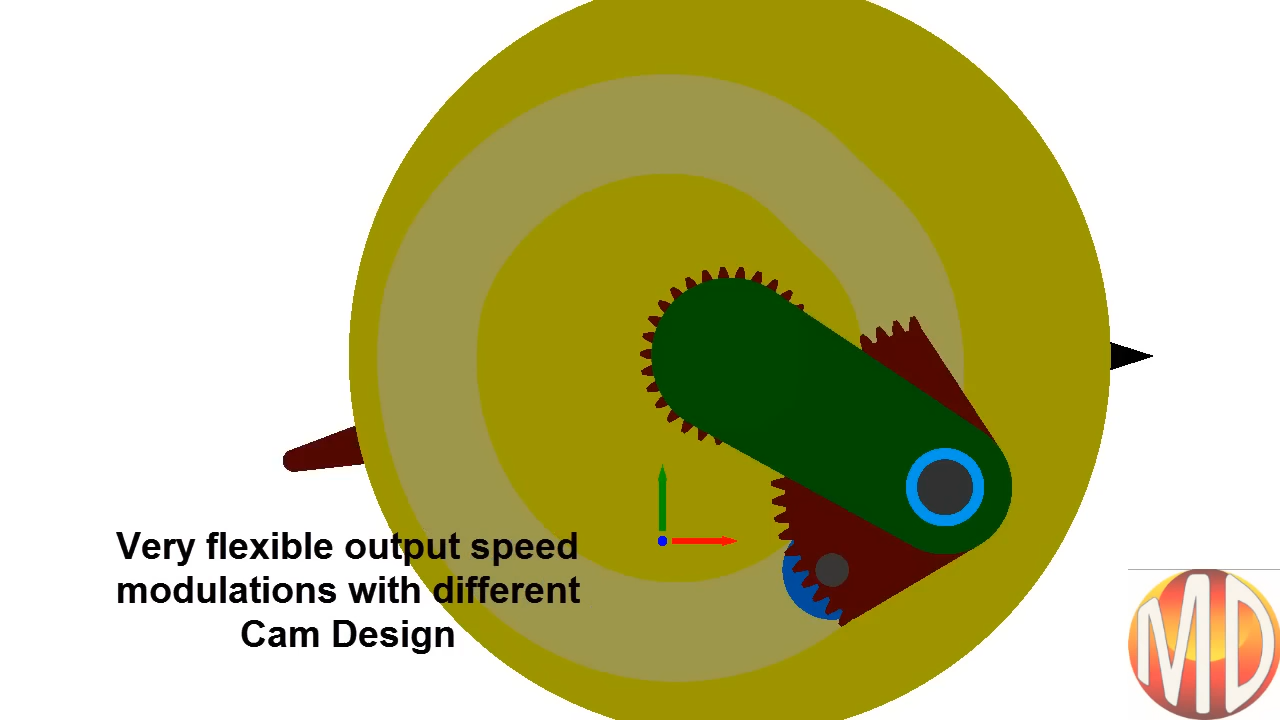 Very flexible output speed
modulations with different
Cam Design
MD